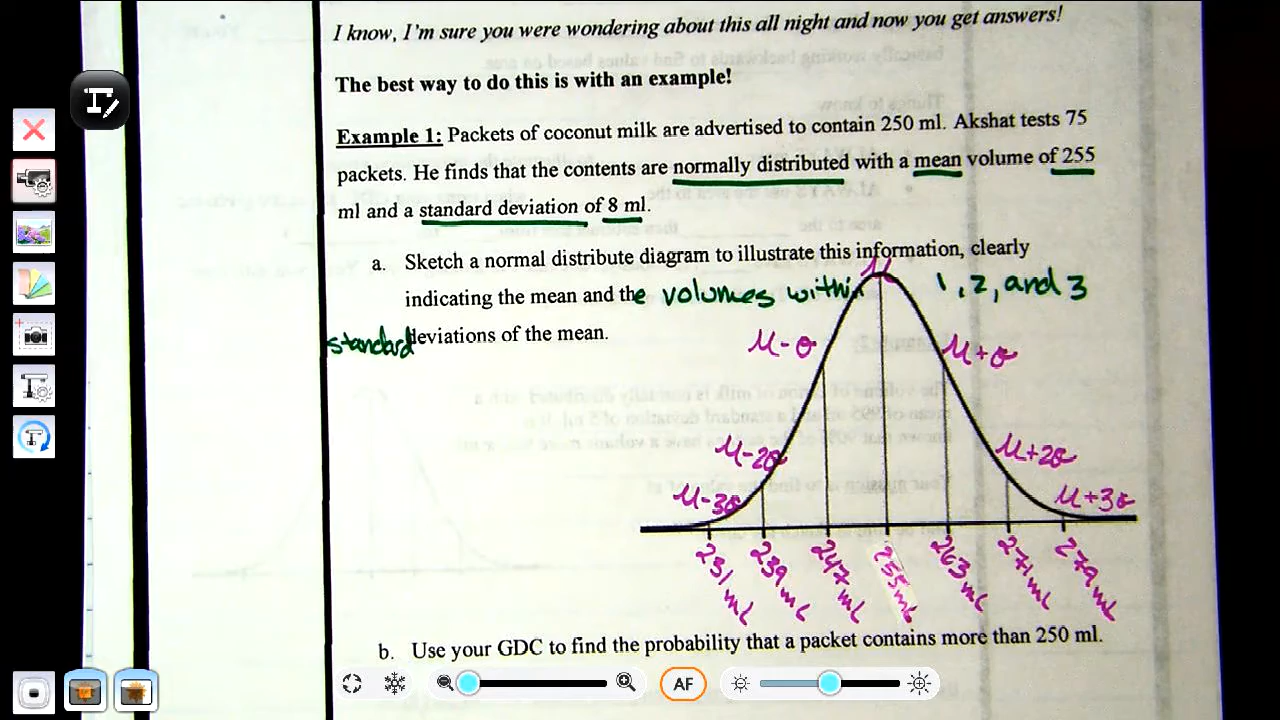 I know, I'm sure you were wondering about this all night and now you get answers!
The best way to do this is with an example!
Example 1: Packets of coconut milk are advertised to contain 250 ml. Akshat tests 75
packets. He finds that the contents are normally distributed with a mean volume of 255
ml and a standard deviation of 8 ml.
a. Sketch a normal distribute diagram to illustrate this information, clearly
indicating the mean and the volumes within 1, 2, and 3
standard deviations of the mean.
μ
μ-σ
μ+σ
μ-2σ
μ+2σ
μ-3σ
μ+3σ
231 ml 239 ml 247 ml 255 ml 263 ml 271 ml 279 ml
b. Use your GDC to find the probability that a packet contains more than 250 ml.
AF